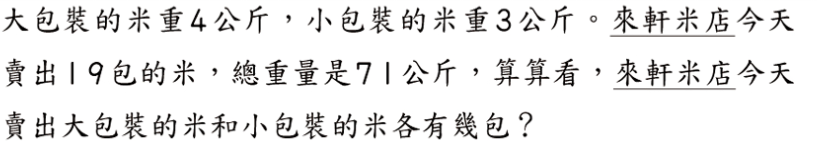 大包裝的米重4公斤，小包裝的米重3公斤。來軒米店今天
賣出19包的米，總重量是71公斤，算算看，來軒米店今天
賣出大包裝的米和小包裝的米各有幾包？